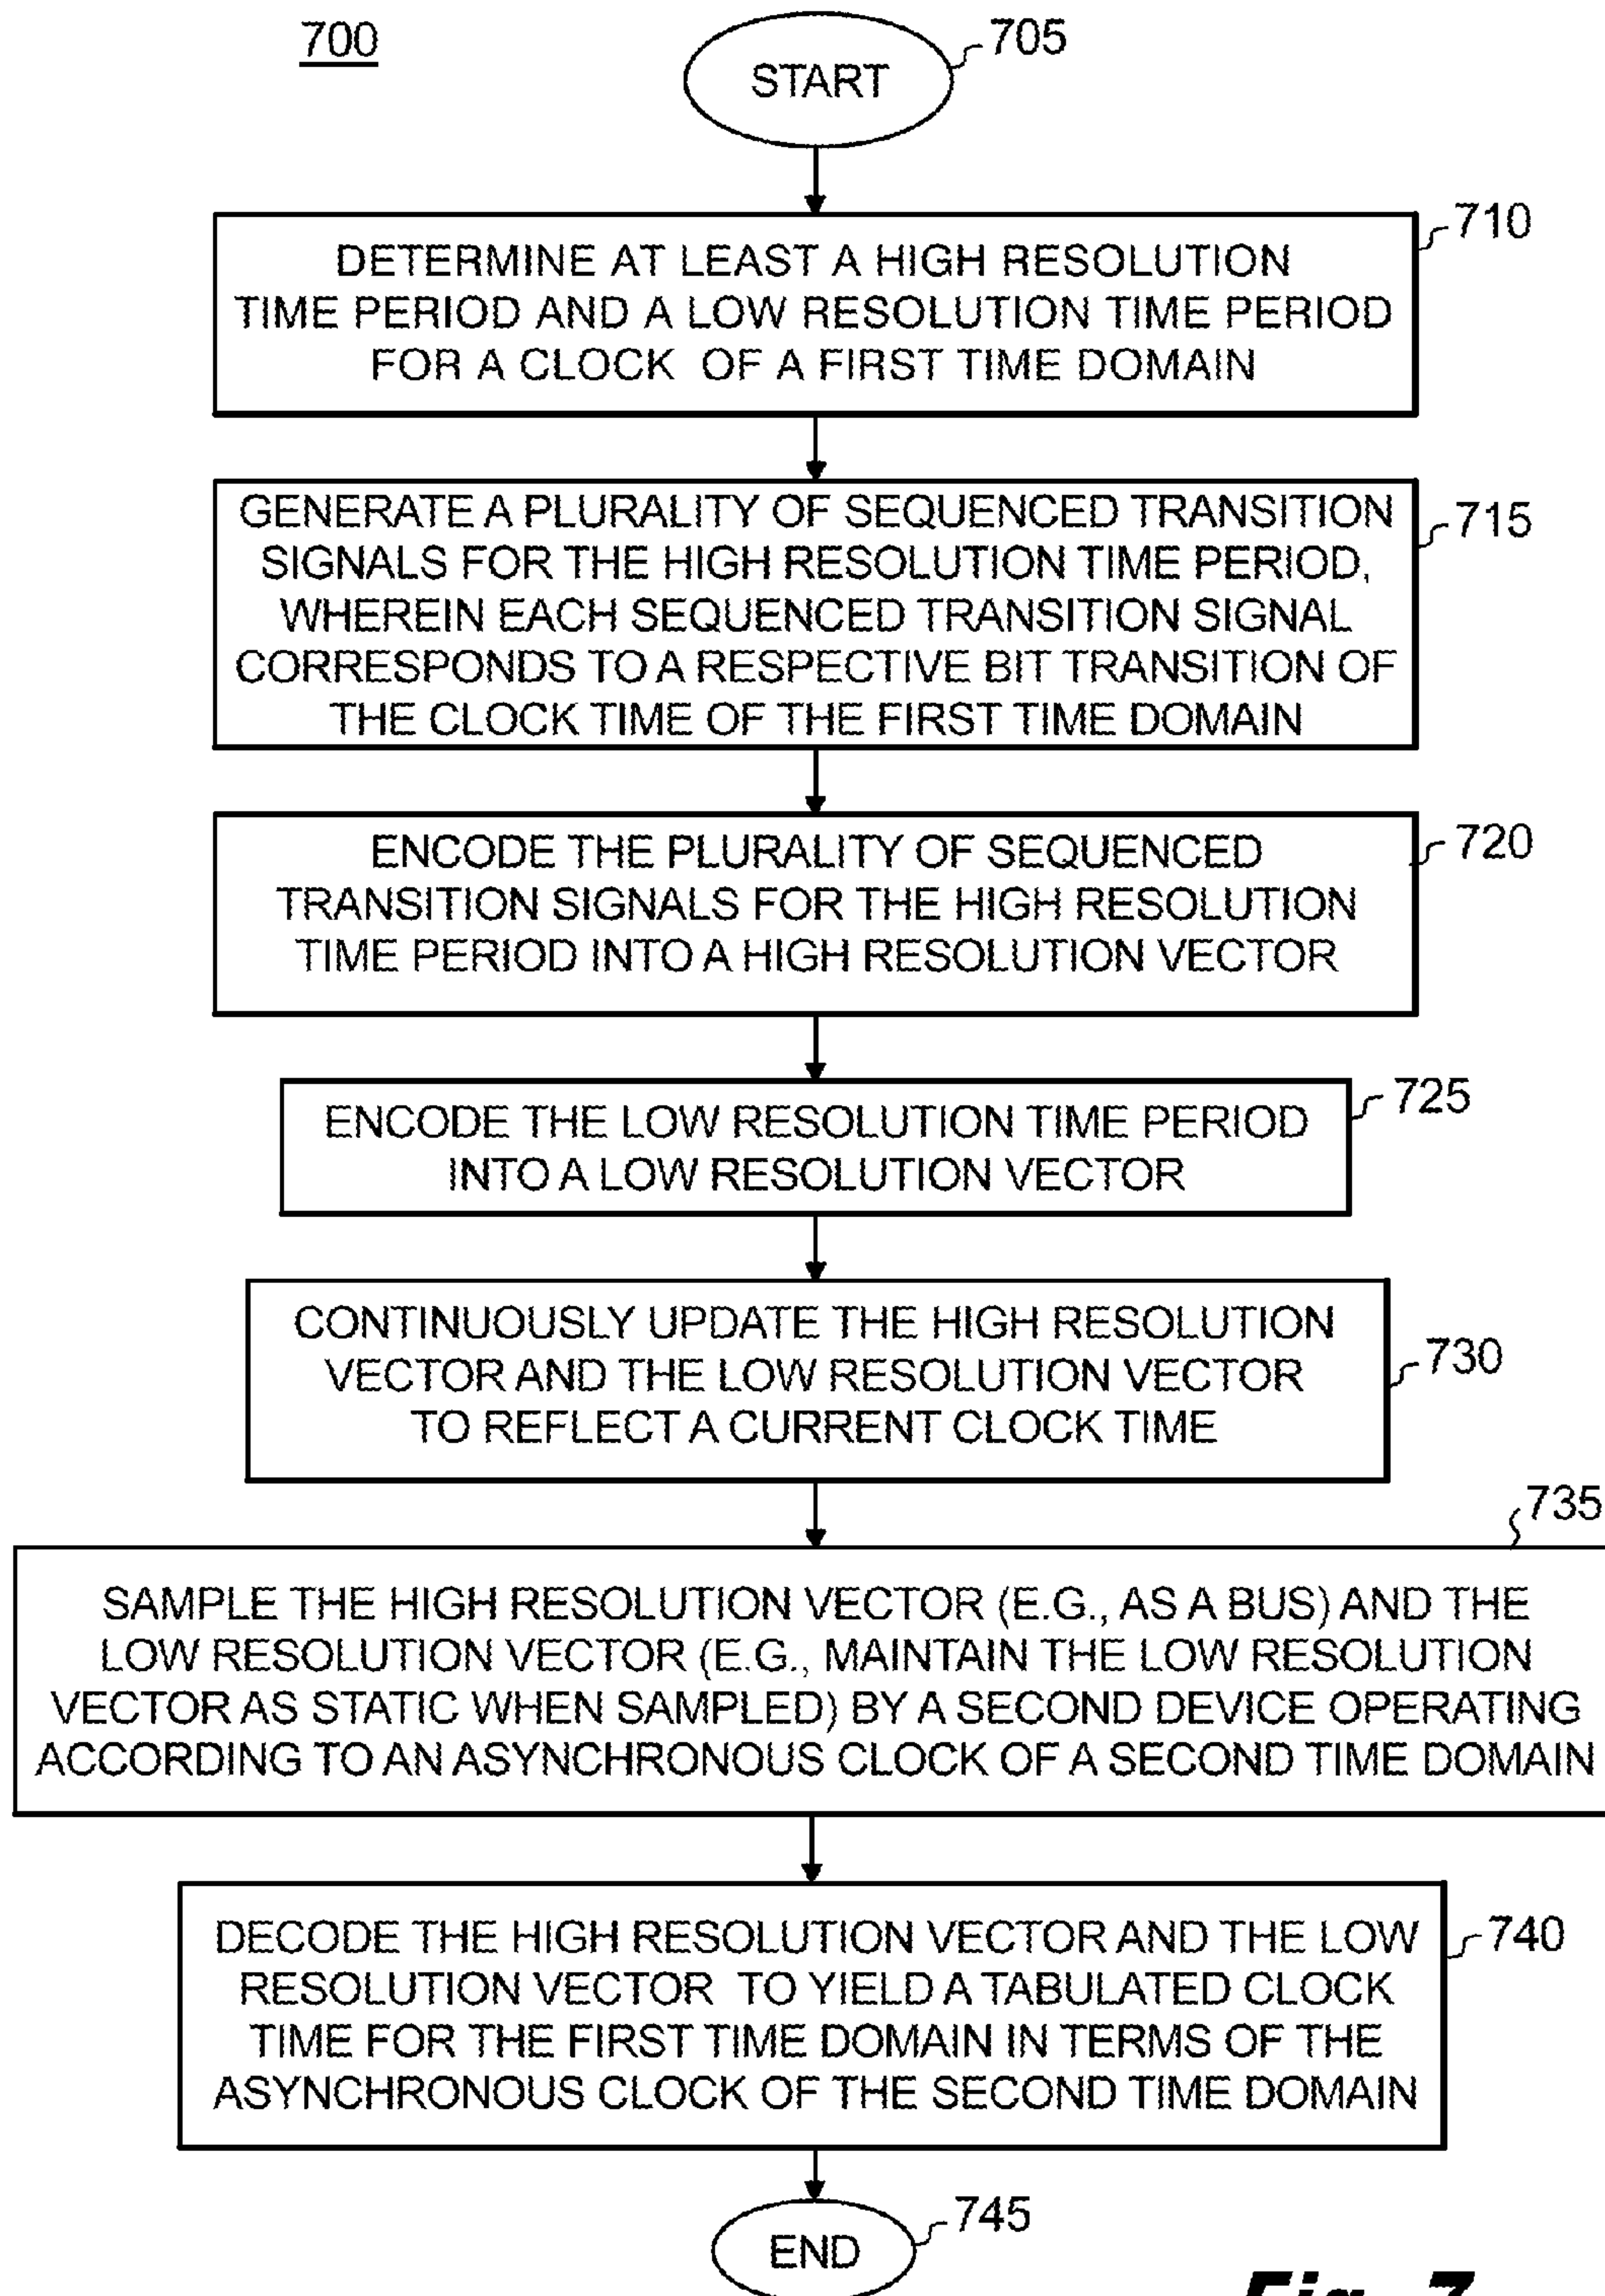 700
START
705
710
DETERMINE AT LEAST A HIGH RESOLUTION
TIME PERIOD AND A LOW RESOLUTION TIME PERIOD
FOR A CLOCK OF A FIRST TIME DOMAIN
715
GENERATE A PLURALITY OF SEQUENCED TRANSITION
SIGNALS FOR THE HIGH RESOLUTION TIME PERIOD,
WHEREIN EACH SEQUENCED TRANSITION SIGNAL
CORRESPONDS TO A RESPECTIVE BIT TRANSITION OF
THE CLOCK TIME OF THE FIRST TIME DOMAIN
720
ENCODE THE PLURALITY OF SEQUENCED
TRANSITION SIGNALS FOR THE HIGH RESOLUTION
TIME PERIOD INTO A HIGH RESOLUTION VECTOR
725
ENCODE THE LOW RESOLUTION TIME PERIOD
INTO A LOW RESOLUTION VECTOR
730
CONTINUOUSLY UPDATE THE HIGH RESOLUTION
VECTOR AND THE LOW RESOLUTION VECTOR
TO REFLECT A CURRENT CLOCK TIME
735
SAMPLE THE HIGH RESOLUTION VECTOR (E.G., AS A BUS) AND THE
LOW RESOLUTION VECTOR (E.G., MAINTAIN THE LOW RESOLUTION
VECTOR AS STATIC WHEN SAMPLED) BY A SECOND DEVICE OPERATING
ACCORDING TO AN ASYNCHRONOUS CLOCK OF A SECOND TIME DOMAIN
740
DECODE THE HIGH RESOLUTION VECTOR AND THE LOW
RESOLUTION VECTOR TO YIELD A TABULATED CLOCK
TIME FOR THE FIRST TIME DOMAIN IN TERMS OF THE
ASYNCHRONOUS CLOCK OF THE SECOND TIME DOMAIN
745
END
Fig. 7